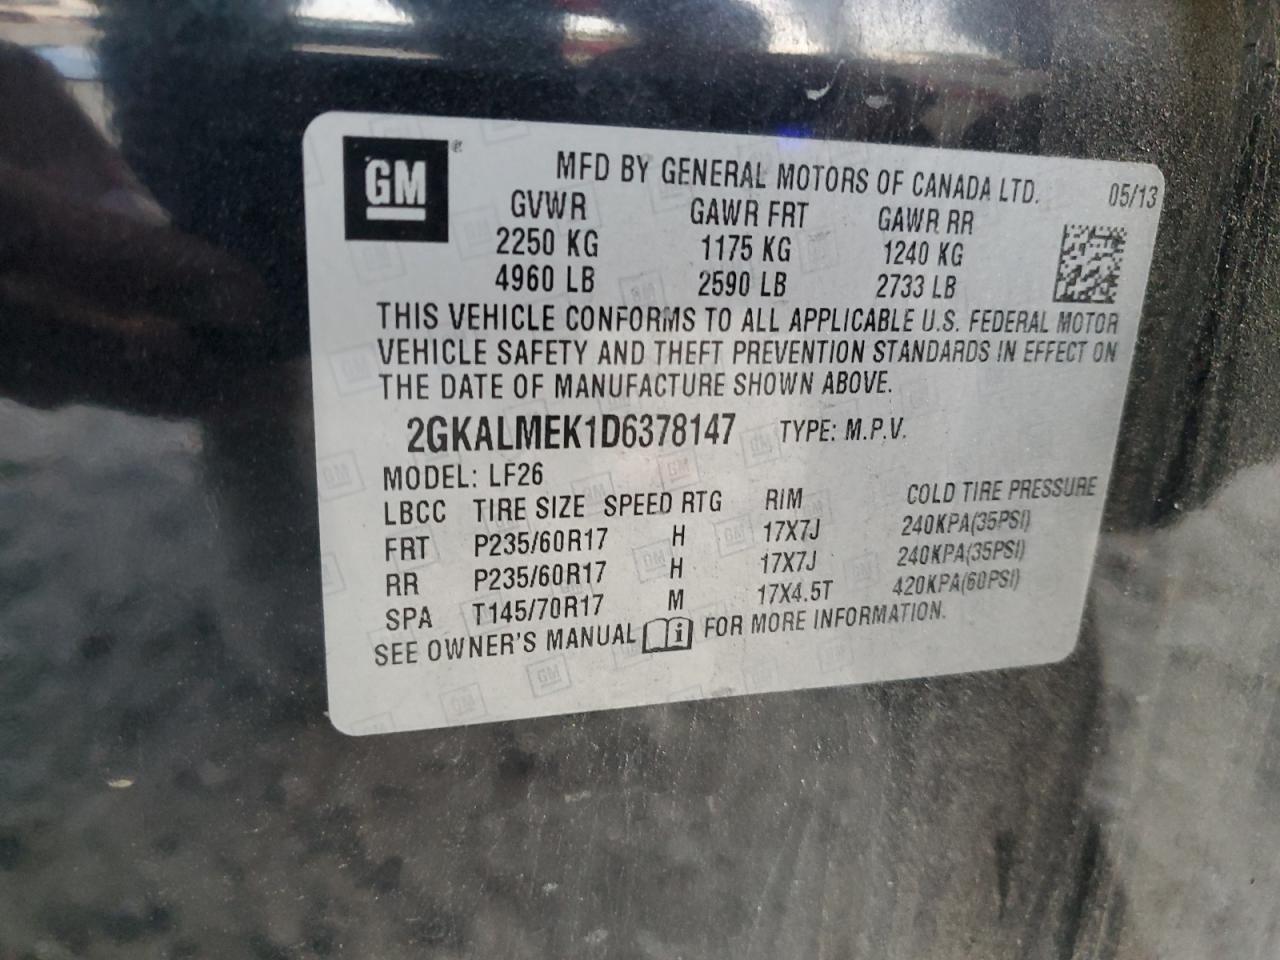 GM ®
MFD BY GENERAL MOTORS OF CANADA LTD. 05/13
GVWR GAWR FRT GAWR RR
2250 KG 1175 KG 1240 KG
4960 LB 2590 LB 2733 LB
THIS VEHICLE CONFORMS TO ALL APPLICABLE U.S. FEDERAL MOTOR
VEHICLE SAFETY AND THEFT PREVENTION STANDARDS IN EFFECT ON
THE DATE OF MANUFACTURE SHOWN ABOVE.
2GKALMEK1D6378147 TYPE: M.P.V.
MODEL: LF26
LBCC TIRE SIZE SPEED RTG RIM COLD TIRE PRESSURE
FRT P235/60R17 H 17X7J 240KPA(35PSI)
RR P235/60R17 H 17X7J 240KPA(35PSI)
SPA T145/70R17 M 17X4.5T 420KPA(60PSI)
SEE OWNER'S MANUAL i FOR MORE INFORMATION.